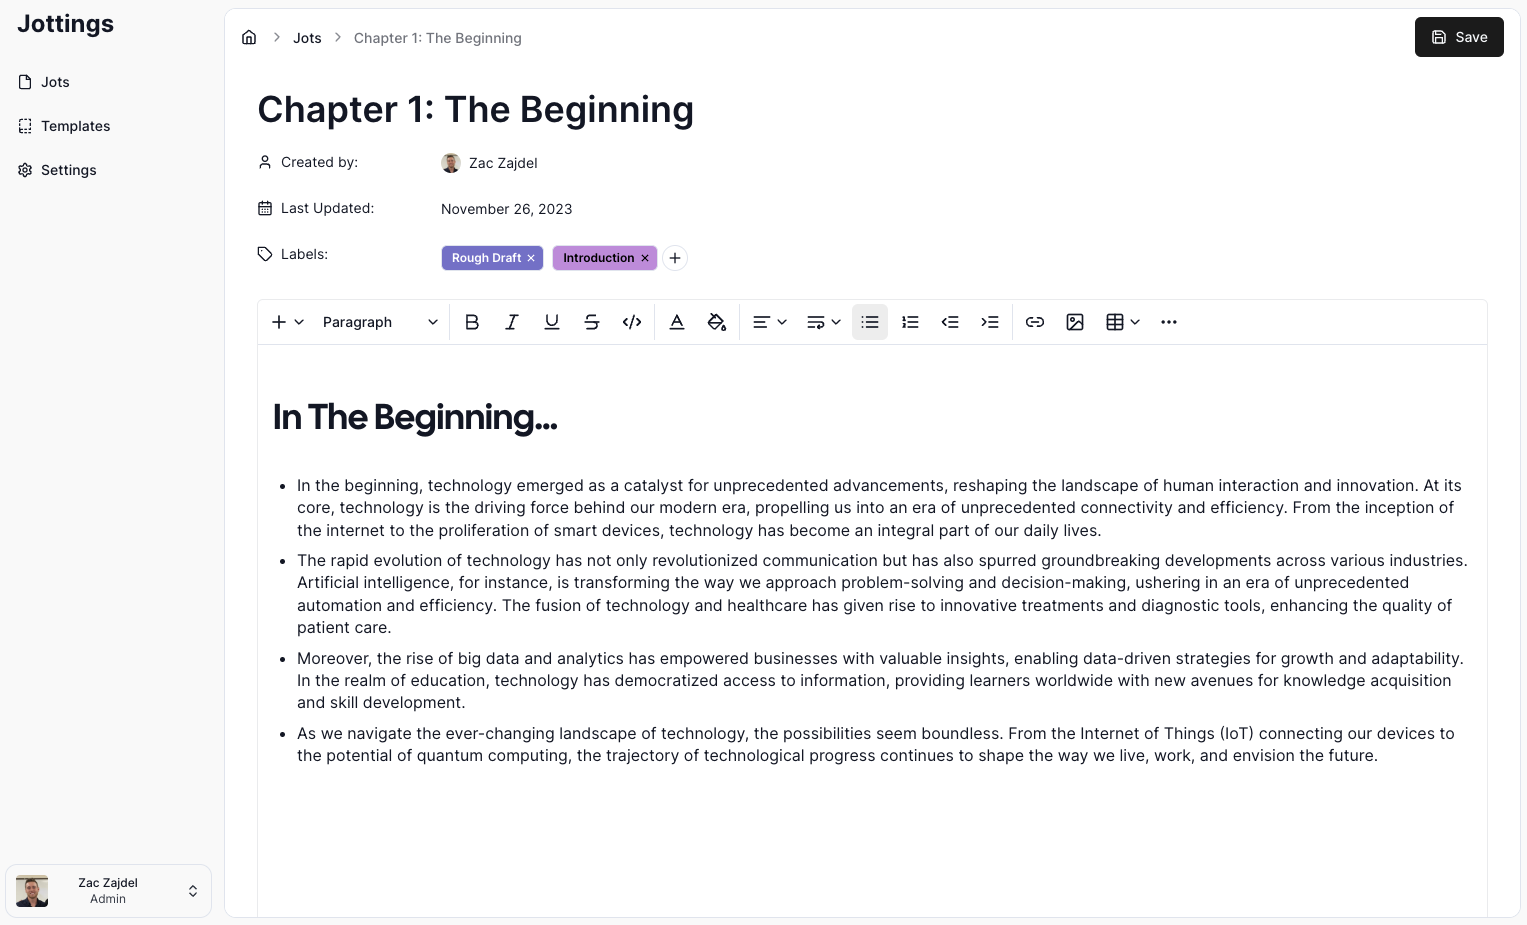 Jottings
Jots
Templates
Settings
Jots
Chapter 1: The Beginning
Save
Chapter 1: The Beginning
Created by:
Zac Zajdel
Last Updated:
November 26, 2023
Labels:
Rough Draft
Introduction
Paragraph
In The Beginning...
In the beginning, technology emerged as a catalyst for unprecedented advancements, reshaping the landscape of human interaction and innovation. At its
core, technology is the driving force behind our modern era, propelling us into an era of unprecedented connectivity and efficiency. From the inception of
the internet to the proliferation of smart devices, technology has become an integral part of our daily lives.
The rapid evolution of technology has not only revolutionized communication but has also spurred groundbreaking developments across various industries.
Artificial intelligence, for instance, is transforming the way we approach problem-solving and decision-making, ushering in an era of unprecedented
automation and efficiency. The fusion of technology and healthcare has given rise to innovative treatments and diagnostic tools, enhancing the quality of
patient care.
Moreover, the rise of big data and analytics has empowered businesses with valuable insights, enabling data-driven strategies for growth and adaptability.
In the realm of education, technology has democratized access to information, providing learners worldwide with new avenues for knowledge acquisition
and skill development.
As we navigate the ever-changing landscape of technology, the possibilities seem boundless. From the Internet of Things (IoT) connecting our devices to
the potential of quantum computing, the trajectory of technological progress continues to shape the way we live, work, and envision the future.
Zac Zajdel
Admin